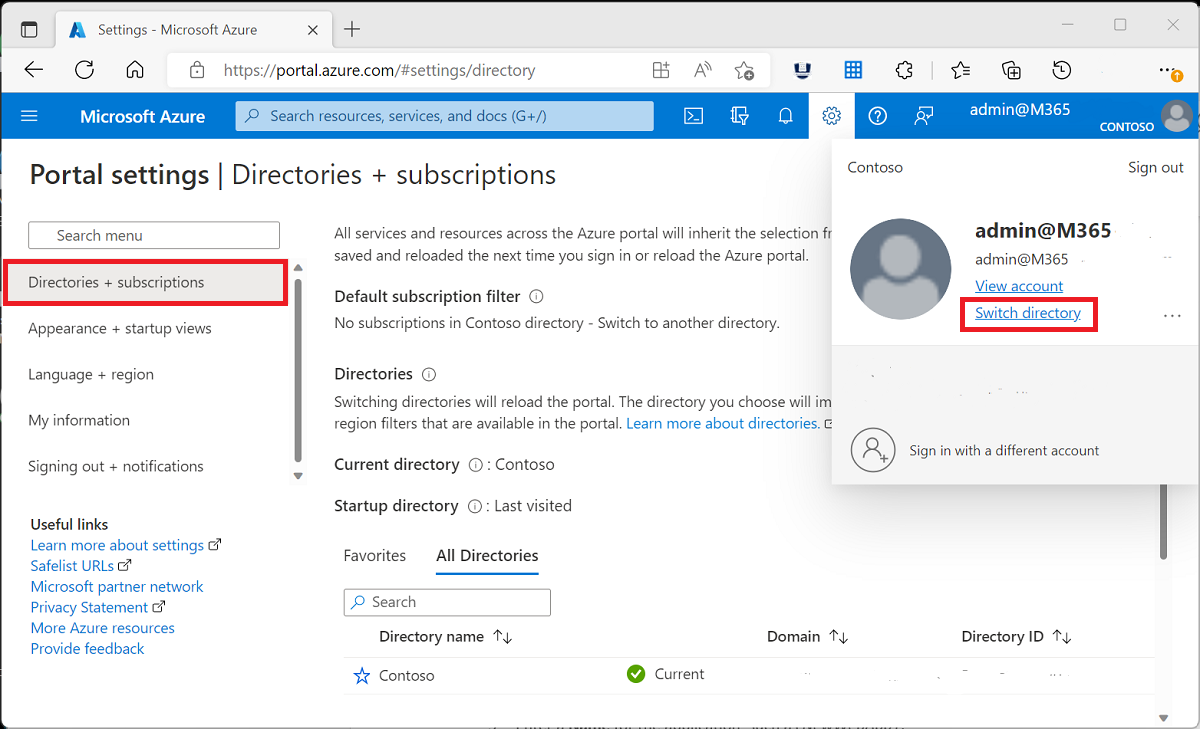 Settings - Microsoft Azure
https://portal.azure.com/#settings/directory
Microsoft Azure
Search resources, services, and docs (G+/)
admin@M365
CONTOSO
Portal settings | Directories + subscriptions
Search menu
Directories + subscriptions
Appearance + startup views
Language + region
My information
Signing out + notifications
Useful links
Learn more about settings
Safelist URLs
Microsoft partner network
Privacy Statement
More Azure resources
Provide feedback
All services and resources across the Azure portal will inherit the selection
saved and reloaded the next time you sign in or reload the Azure portal.
Default subscription filter
No subscriptions in Contoso directory - Switch to another directory.
Directories
Switching directories will reload the portal. The directory you choose will
region filters that are available in the portal. Learn more about directories.
Current directory : Contoso
Startup directory : Last visited
Favorites All Directories
Search
Directory name Domain Directory ID
Contoso Current
Contoso Sign out
admin@M365
admin@M365
View account
Switch directory
...
Sign in with a different account